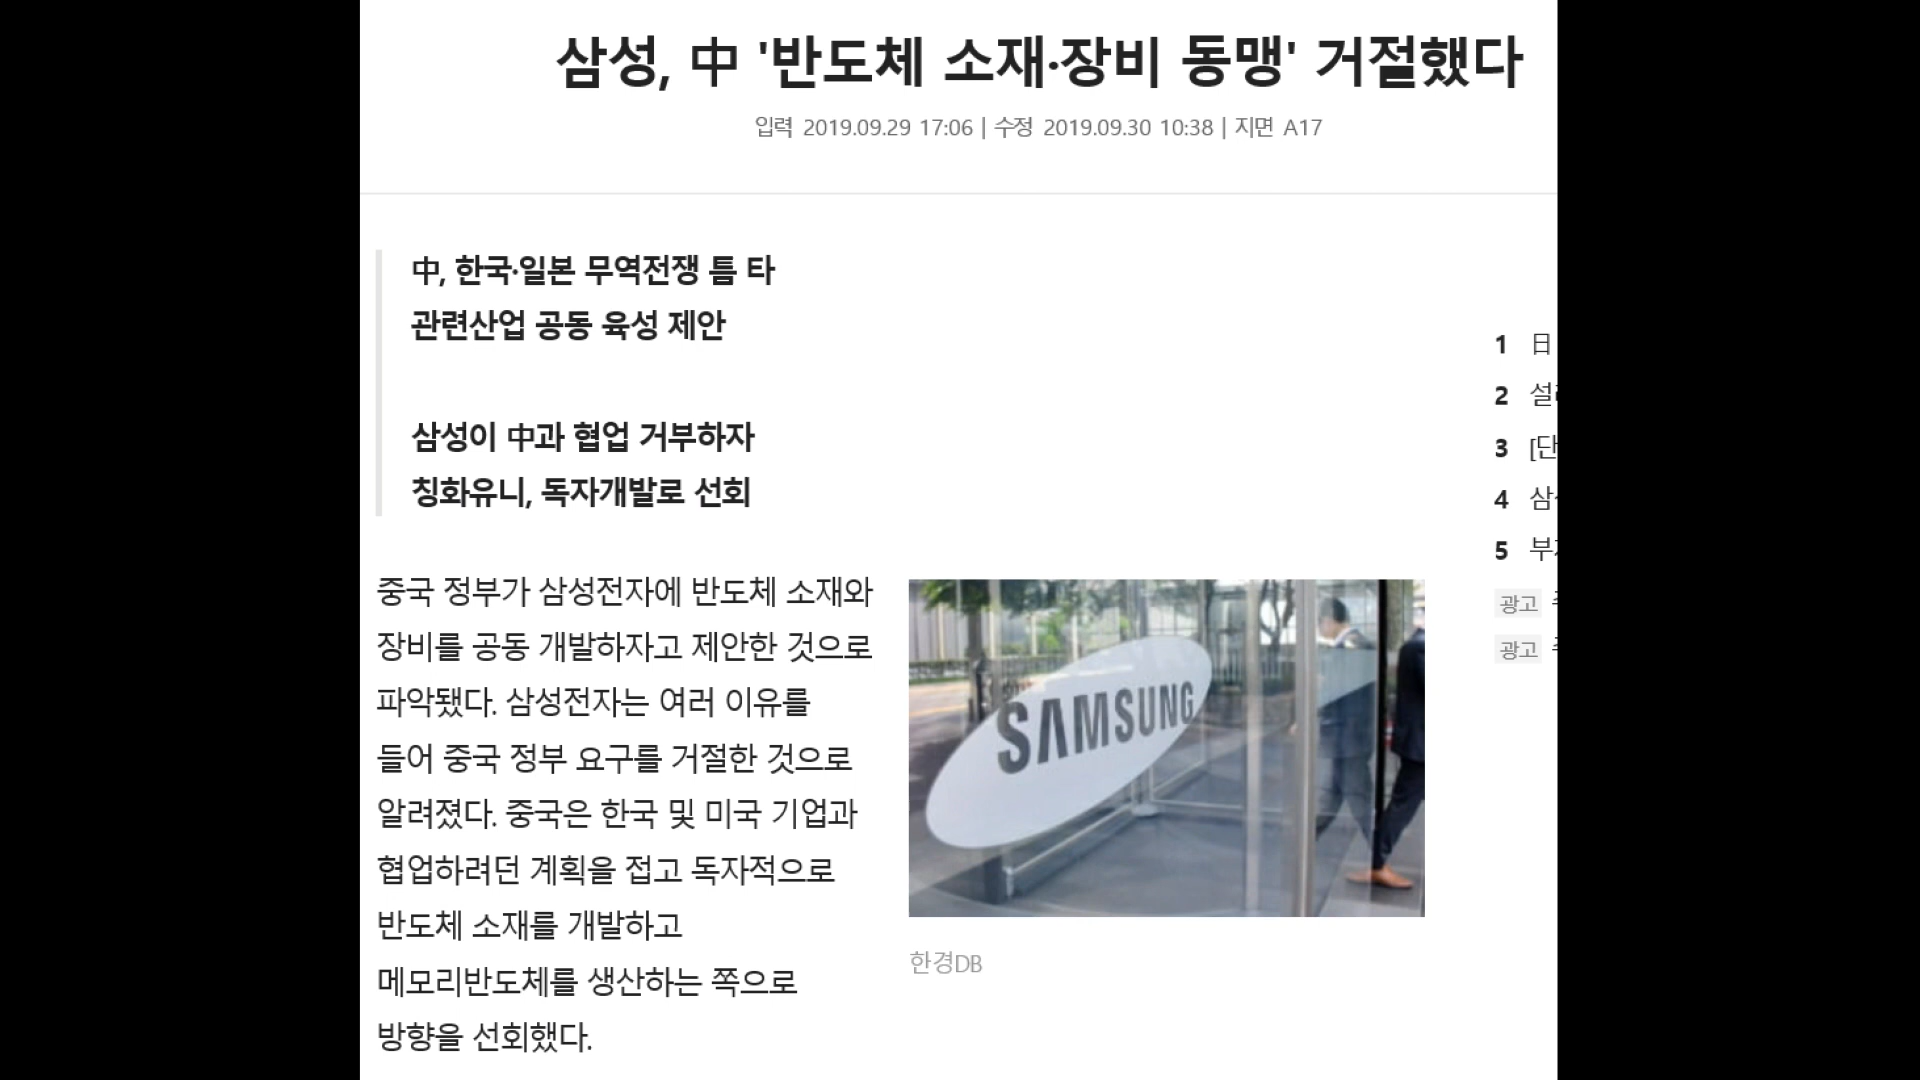 삼성, 中 '반도체 소재·장비 동맹' 거절했다
입력 2019.09.29 17:06 | 수정 2019.09.30 10:38 | 지면 A17
中, 한국·일본 무역전쟁 틈 타
관련산업 공동 육성 제안
삼성이 中과 협업 거부하자
칭화유니, 독자개발로 선회
중국 정부가 삼성전자에 반도체 소재와
장비를 공동 개발하자고 제안한 것으로
파악됐다. 삼성전자는 여러 이유를
들어 중국 정부 요구를 거절한 것으로
알려졌다. 중국은 한국 및 미국 기업과
협업하려던 계획을 접고 독자적으로
반도체 소재를 개발하고
메모리반도체를 생산하는 쪽으로
방향을 선회했다.
SAMSUNG
한경DB
1 日
2
3 [단
4
5
광고
광고